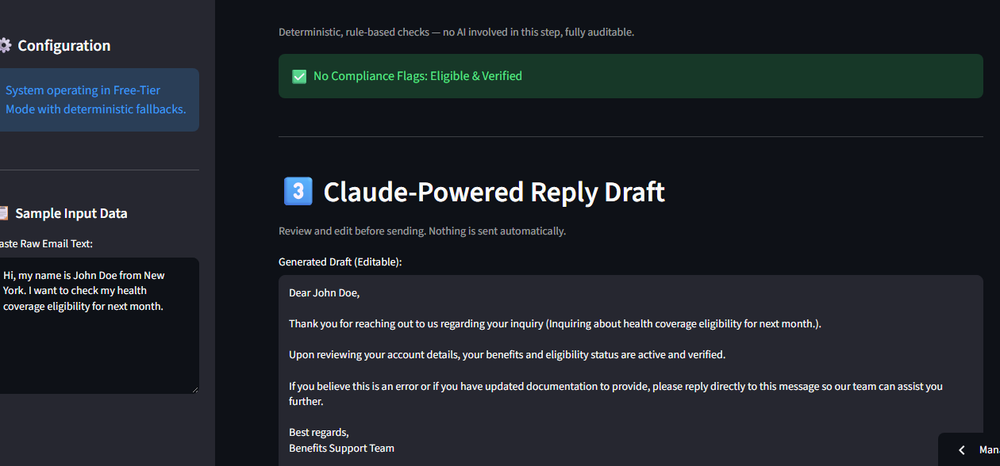 Configuration
System operating in Free-Tier
Mode with deterministic fallbacks.
Sample Input Data
aste Raw Email Text:
Hi, my name is John Doe from New
York. I want to check my health
coverage eligibility for next month.
Deterministic, rule-based checks — no AI involved in this step, fully auditable.
No Compliance Flags: Eligible & Verified
3 Claude-Powered Reply Draft
Review and edit before sending. Nothing is sent automatically.
Generated Draft (Editable):
Dear John Doe,
Thank you for reaching out to us regarding your inquiry (Inquiring about health coverage eligibility for next month.).
Upon reviewing your account details, your benefits and eligibility status are active and verified.
If you believe this is an error or if you have updated documentation to provide, please reply directly to this message so our team can assist you
further.
Best regards,
Benefits Support Team
Man